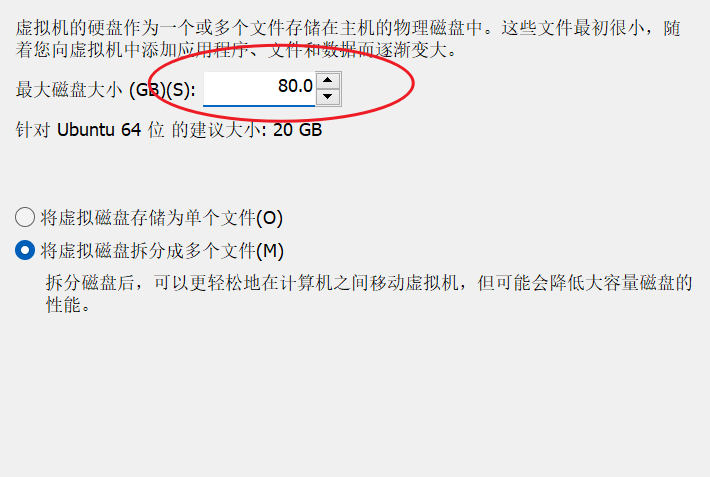 虚拟机的硬盘作为一个或多个文件存储在主机的物理磁盘中。这些文件最初很小，随
着您向虚拟机中添加应用程序、文件和数据而逐渐变大。
最大磁盘大小 (GB)(S): 80.0
针对 Ubuntu 64 位 的建议大小: 20 GB
将虚拟磁盘存储为单个文件(O)
将虚拟磁盘拆分成多个文件(M)
拆分磁盘后，可以更轻松地在计算机之间移动虚拟机，但可能会降低大容量磁盘的
性能。